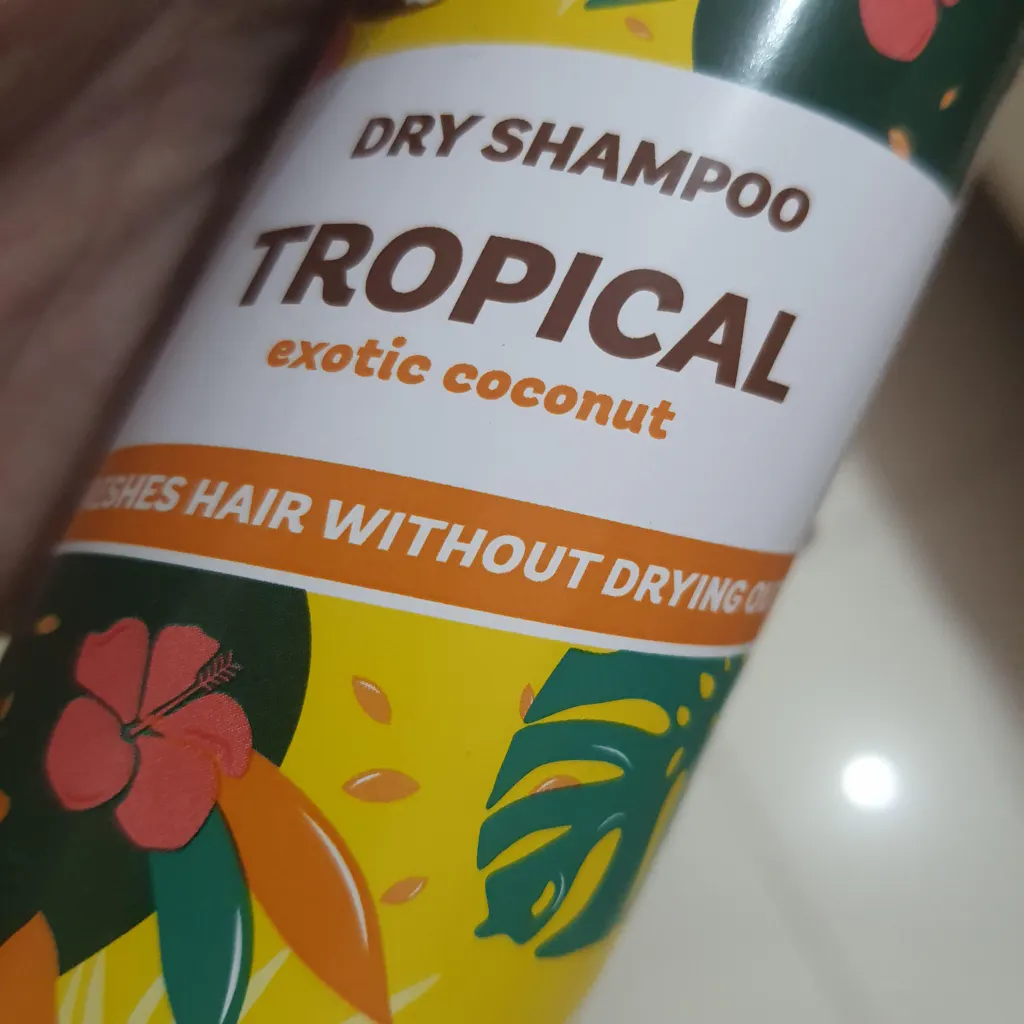 DRY SHAMPOO
TROPICAL
exotic coconut
HAIR WITHOUT DRYING